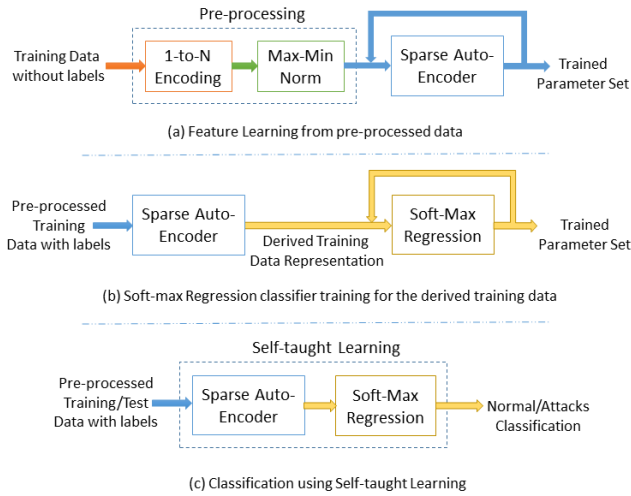 Pre-processing
Training Data
without labels
1-to-N
Encoding
Max-Min
Norm
Sparse Auto-
Encoder
Trained
Parameter Set
(a) Feature Learning from pre-processed data
Pre-processed
Training
Data with labels
Sparse Auto-
Encoder
Derived Training
Data Representation
Soft-Max
Regression
Trained
Parameter Set
(b) Soft-max Regression classifier training for the derived training data
Self-taught Learning
Pre-processed
Training/Test
Data with labels
Sparse Auto-
Encoder
Soft-Max
Regression
Normal/Attacks
Classification
(c) Classification using Self-taught Learning